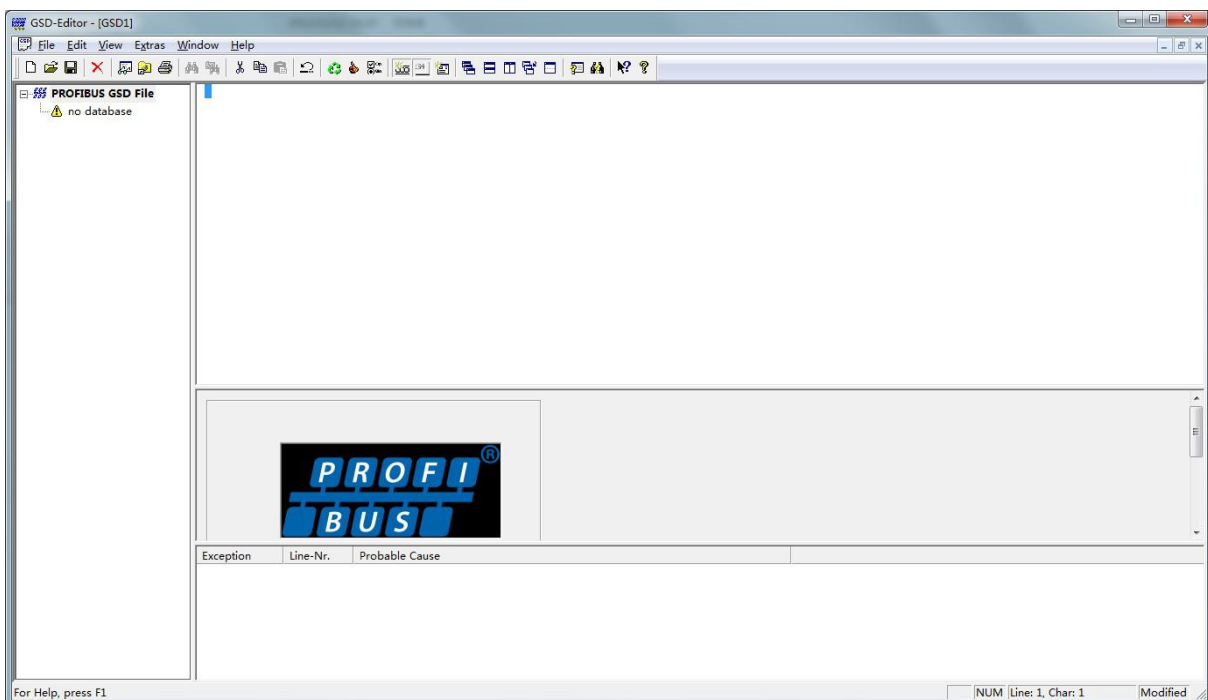 GSD-Editor - [GSD1]
File Edit View Extras Window Help
PROFIBUS GSD File
no database
PROFI
BUS
®
Exception Line-Nr. Probable Cause
For Help, press F1
NUM Line: 1, Char: 1 Modified